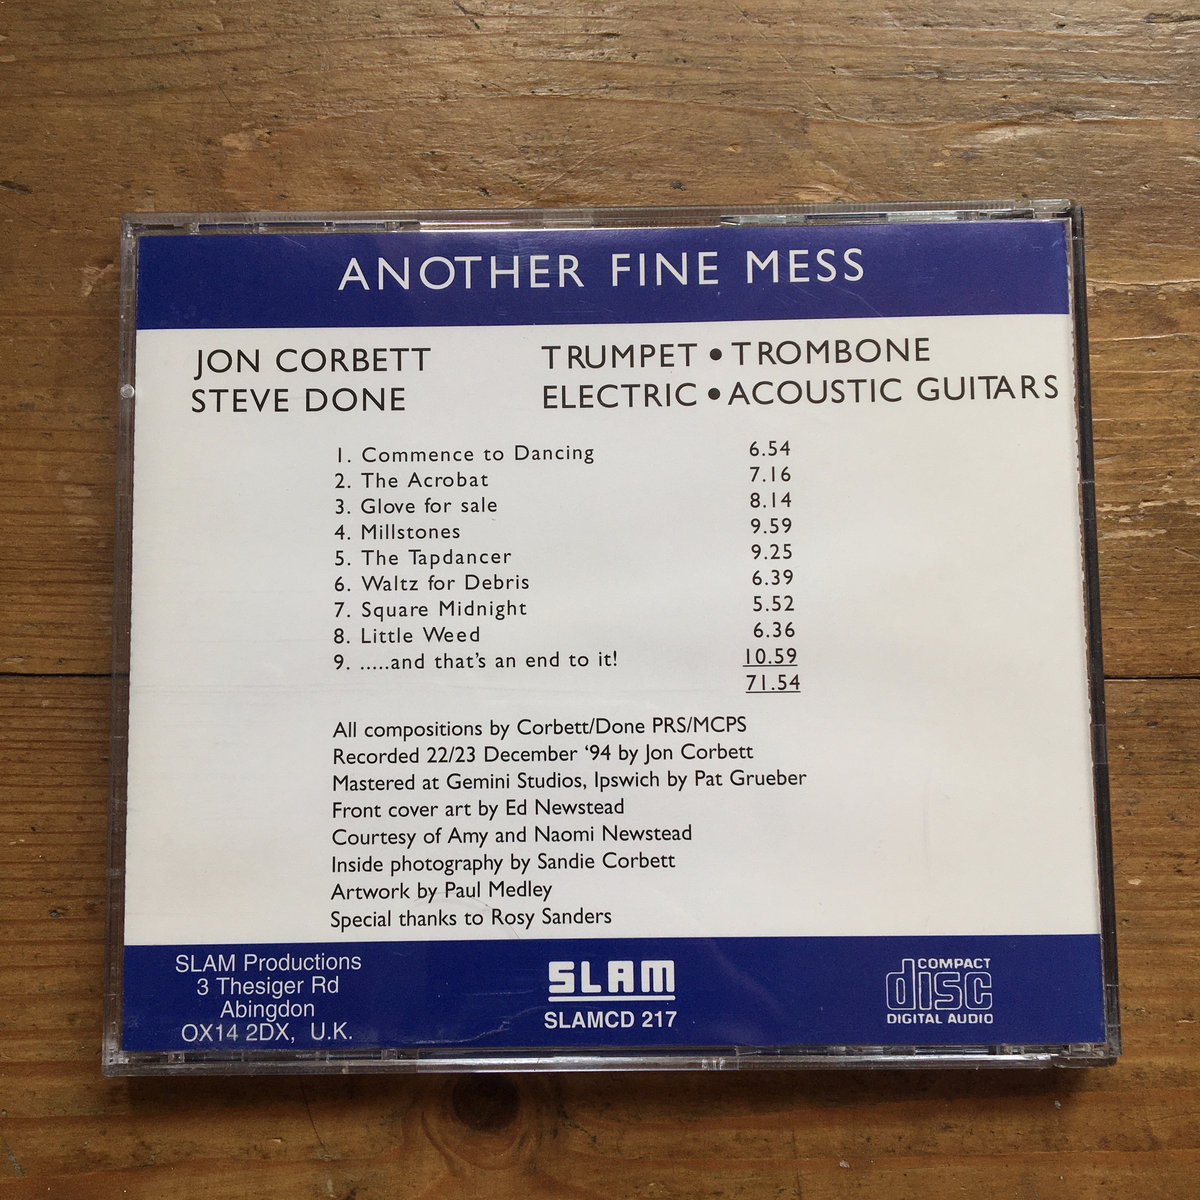 ANOTHER FINE MESS
JON CORBETT TRUMPET • TROMBONE
STEVE DONE ELECTRIC • ACOUSTIC GUITARS
1. Commence to Dancing 6.54
2. The Acrobat 7.16
3. Glove for sale 8.14
4. Millstones 9.59
5. The Tapdancer 9.25
6. Waltz for Debris 6.39
7. Square Midnight 5.52
8. Little Weed 6.36
9. .....and that's an end to it! 10.59
71.54
All compositions by Corbett/Done PRS/MCPS
Recorded 22/23 December ‘94 by Jon Corbett
Mastered at Gemini Studios, Ipswich by Pat Grueber
Front cover art by Ed Newstead
Courtesy of Amy and Naomi Newstead
Inside photography by Sandie Corbett
Artwork by Paul Medley
Special thanks to Rosy Sanders
SLAM Productions
3 Thesiger Rd
Abingdon
OX14 2DX, U.K.
SLAM
SLAMCD 217
COMPACT
disc
DIGITAL AUDIO